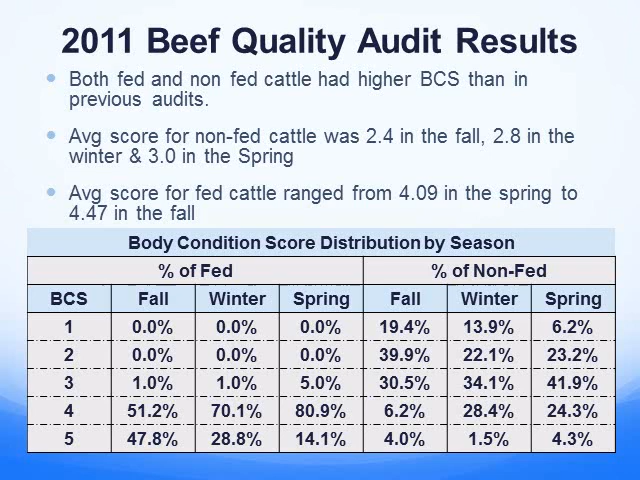 2011 Beef Quality Audit Results
Both fed and non fed cattle had higher BCS than in
previous audits.
Avg score for non-fed cattle was 2.4 in the fall, 2.8 in the
winter & 3.0 in the Spring
Avg score for fed cattle ranged from 4.09 in the spring to
4.47 in the fall
Body Condition Score Distribution by Season
% of Fed % of Non-Fed
BCS Fall Winter Spring Fall Winter Spring
1 0.0% 0.0% 0.0% 19.4% 13.9% 6.2%
2 0.0% 0.0% 0.0% 39.9% 22.1% 23.2%
3 1.0% 1.0% 5.0% 30.5% 34.1% 41.9%
4 51.2% 70.1% 80.9% 6.2% 28.4% 24.3%
5 47.8% 28.8% 14.1% 4.0% 1.5% 4.3%